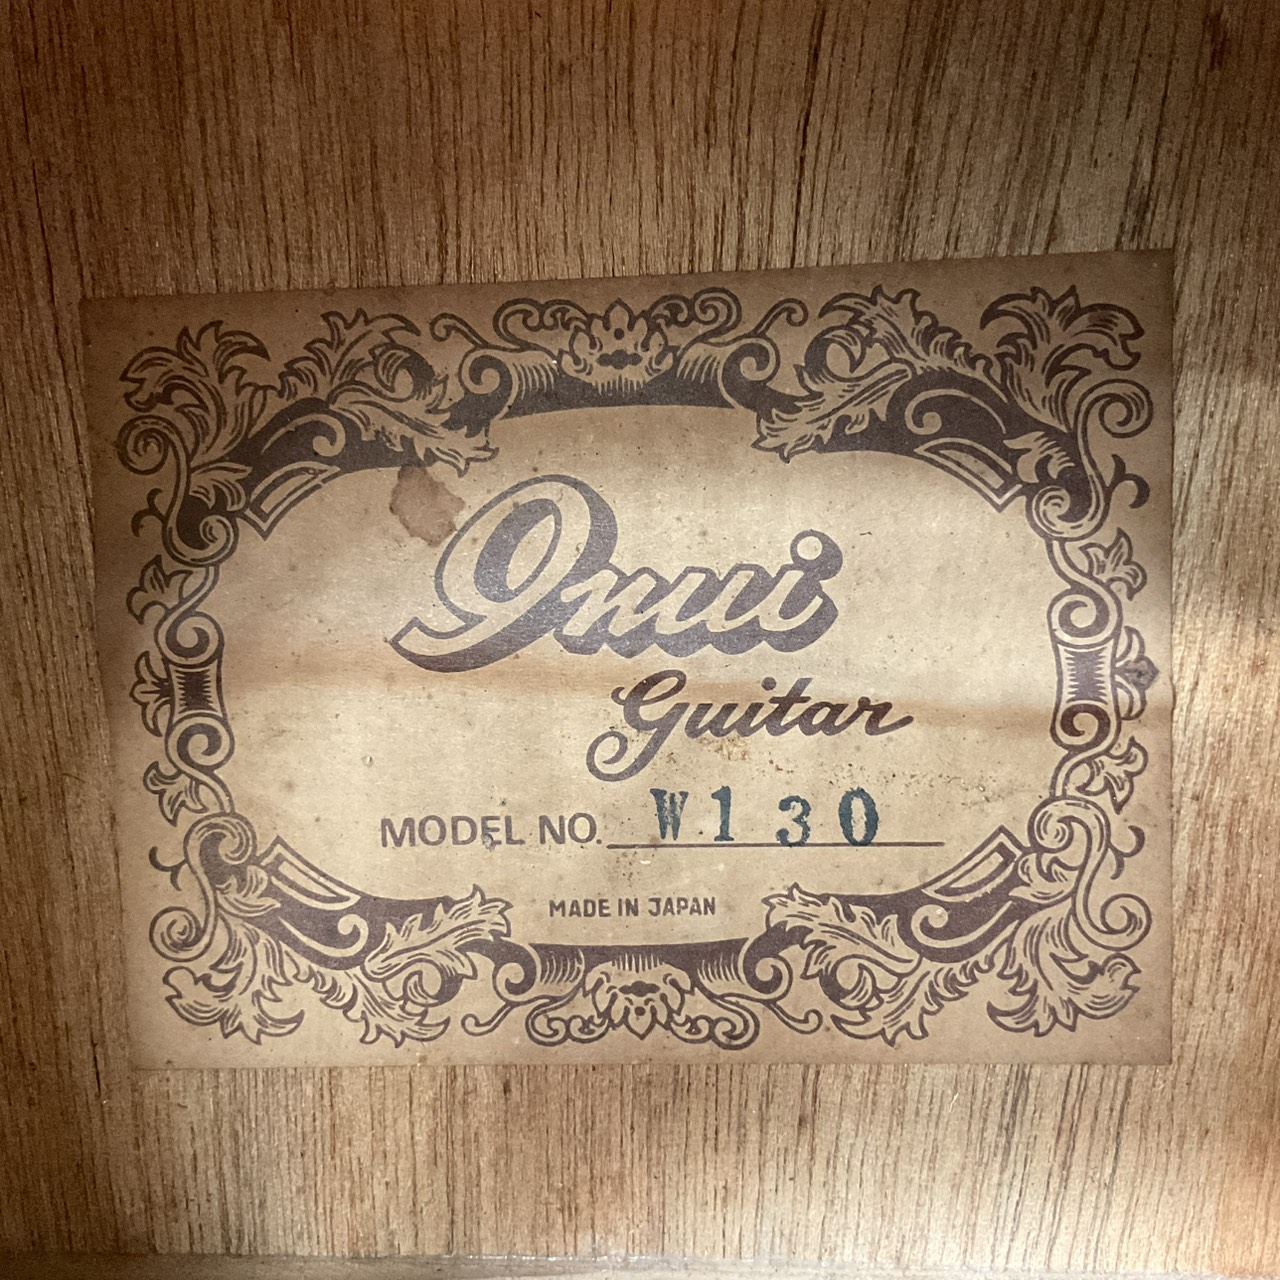 Inui
Guitar
MODEL NO. W130
MADE IN JAPAN